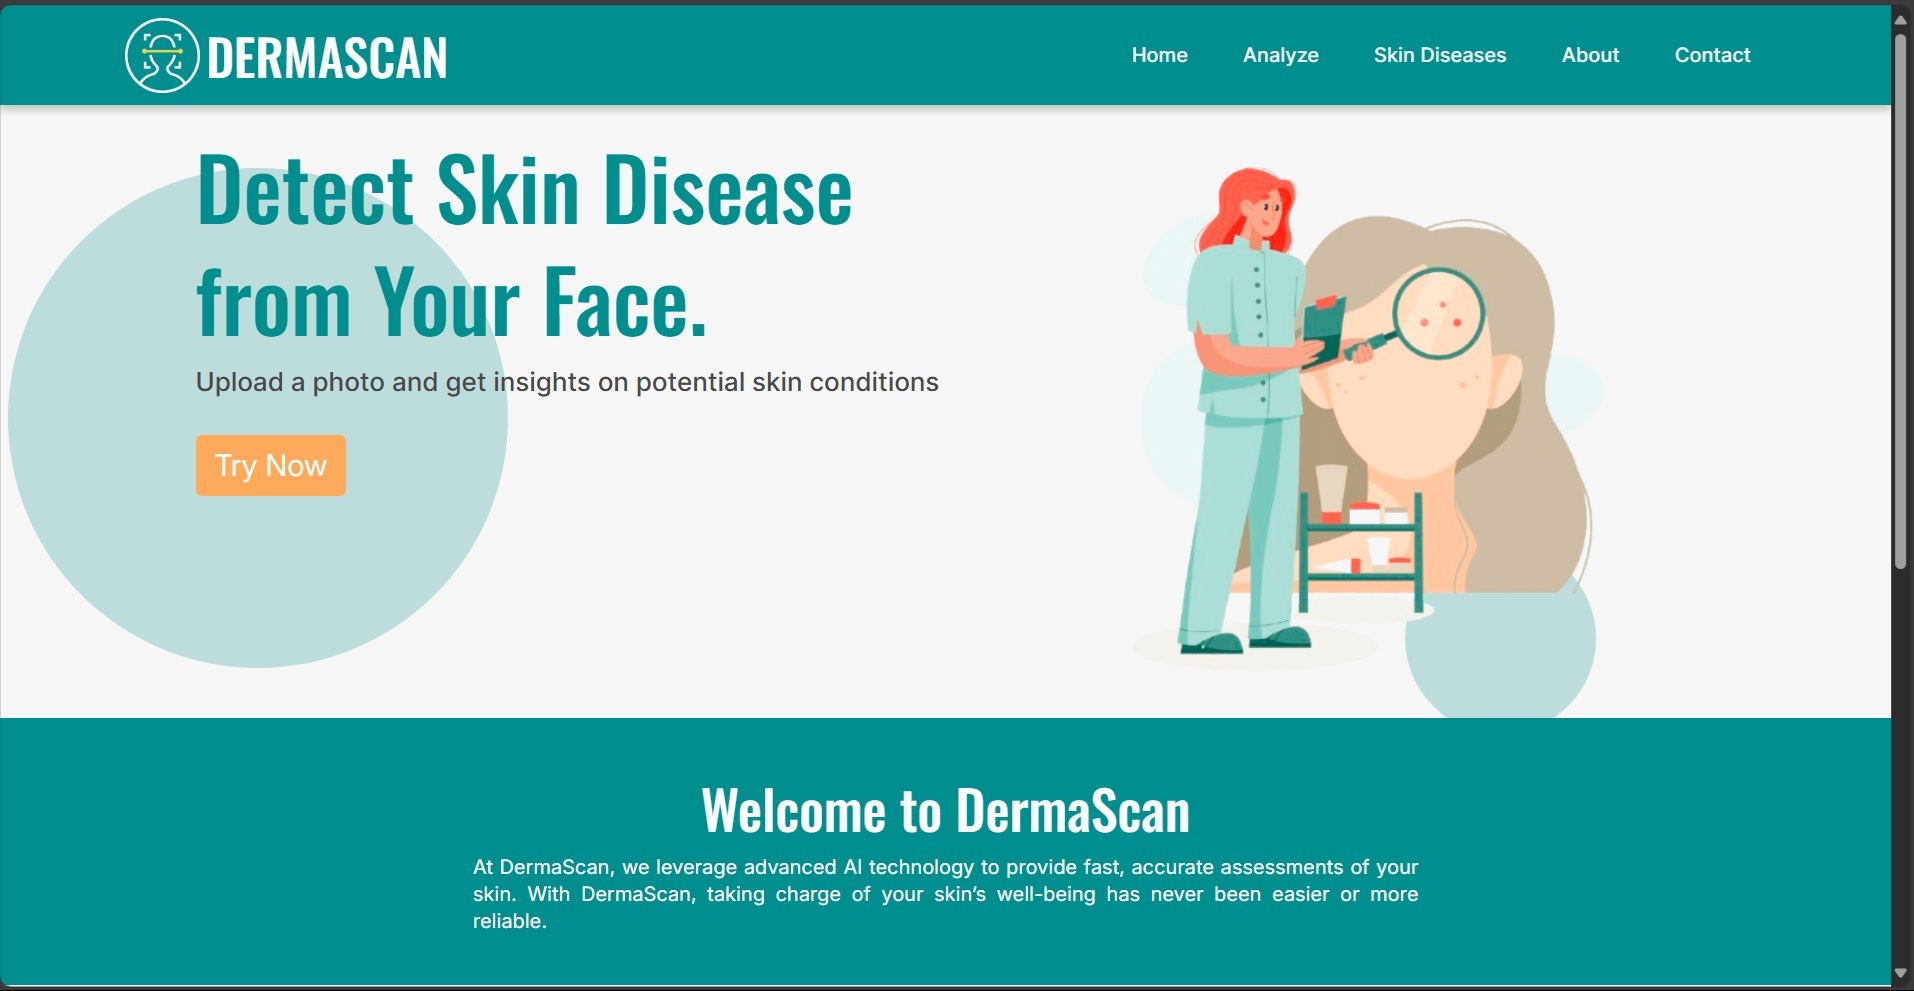 DERMASCAN
Home
Analyze
Skin Diseases
About
Contact
Detect Skin Disease
from Your Face.
Upload a photo and get insights on potential skin conditions
Try Now
Welcome to DermaScan
At DermaScan, we leverage advanced AI technology to provide fast, accurate assessments of your
skin. With DermaScan, taking charge of your skin’s well-being has never been easier or more
reliable.